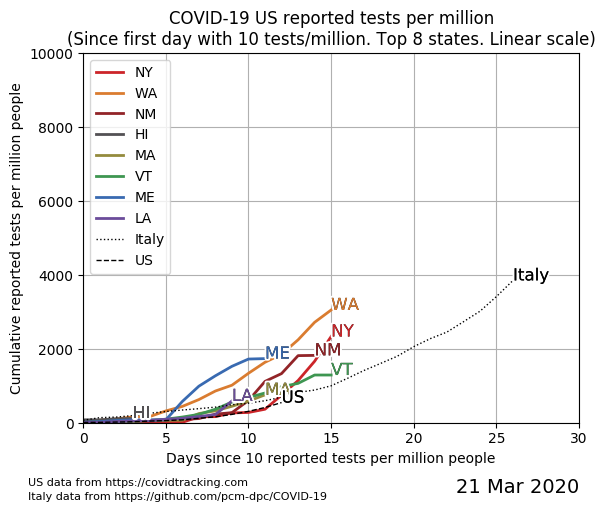 COVID-19 US reported tests per million
(Since first day with 10 tests/million. Top 8 states. Linear scale)
Cumulative reported tests per million people
10000
8000
6000
4000
2000
0
NY
WA
NM
HI
MA
VT
ME
LA
Italy
US
Italy
WA
NY
NM
ME
VT
MA
LA
US
HI
0
5
10
15
20
25
30
Days since 10 reported tests per million people
US data from https://covidtracking.com
Italy data from https://github.com/pcm-dpc/COVID-19
21 Mar 2020